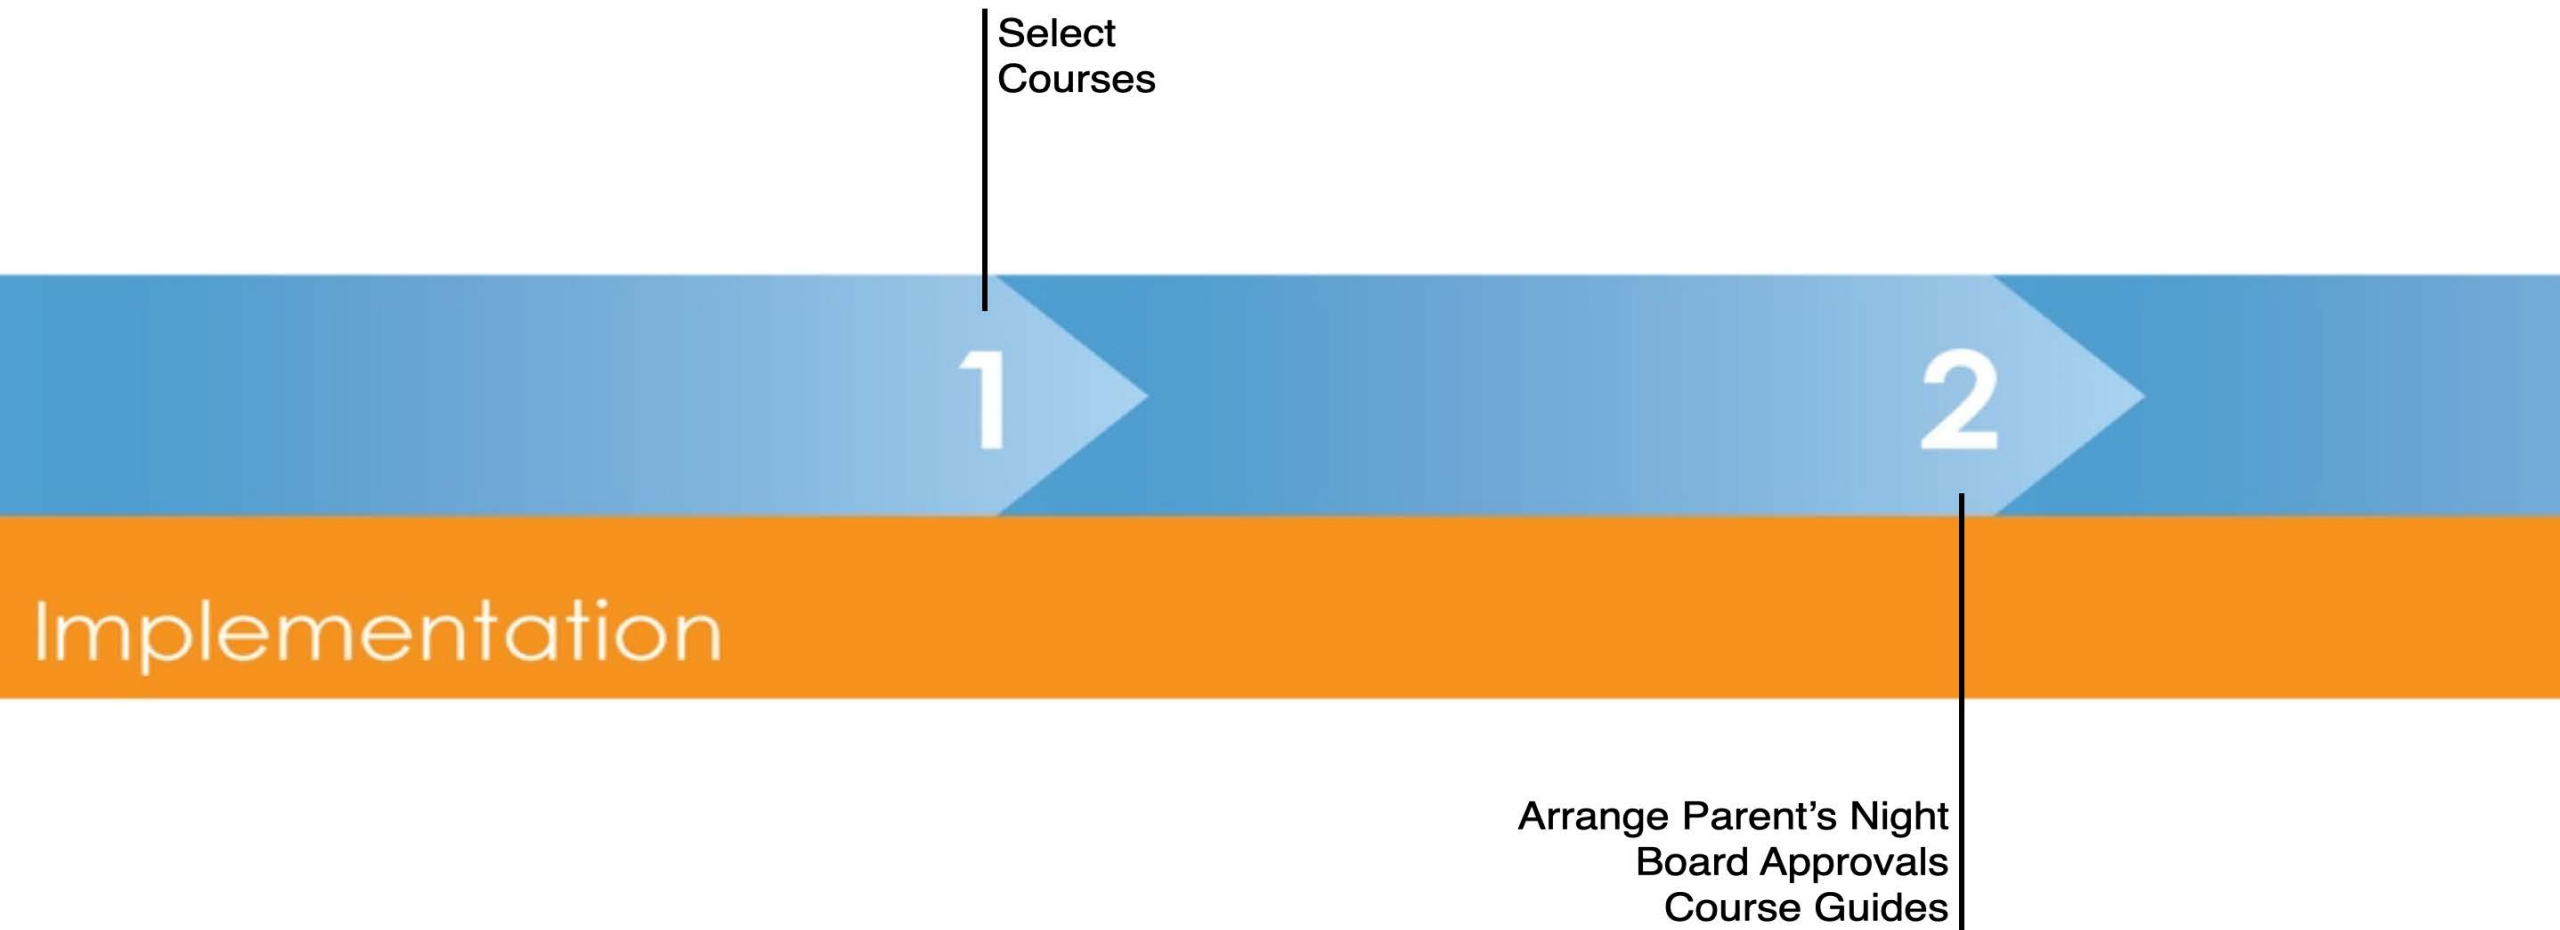 Select
Courses
1
2
Implementation
Arrange Parent’s Night
Board Approvals
Course Guides